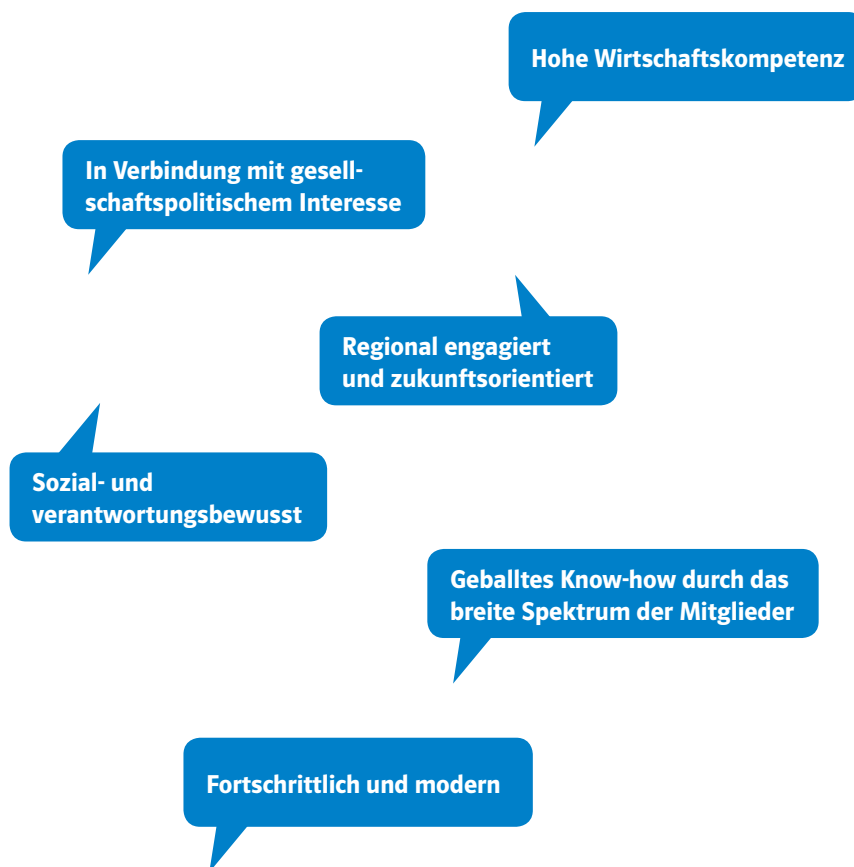 Hohe Wirtschaftskompetenz
In Verbindung mit gesell-
schaftspolitischem Interesse
Regional engagiert
und zukunftsorientiert
Sozial- und
verantwortungsbewusst
Geballtes Know-how durch das
breite Spektrum der Mitglieder
Fortschrittlich und modern